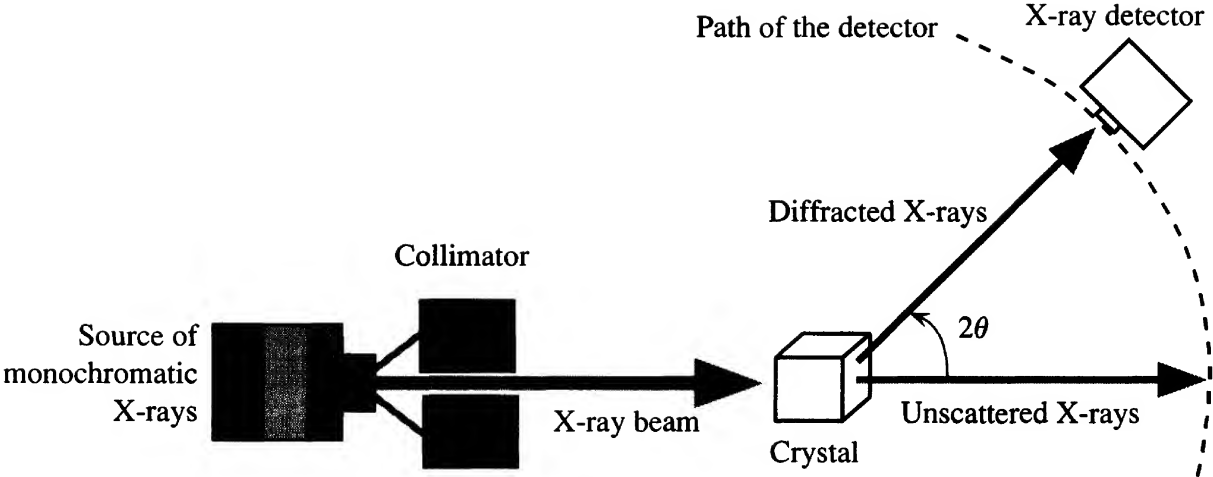 Path of the detector
X-ray detector
Diffracted X-rays
Collimator
Source of
monochromatic
X-rays
2θ
X-ray beam
Unscattered X-rays
Crystal